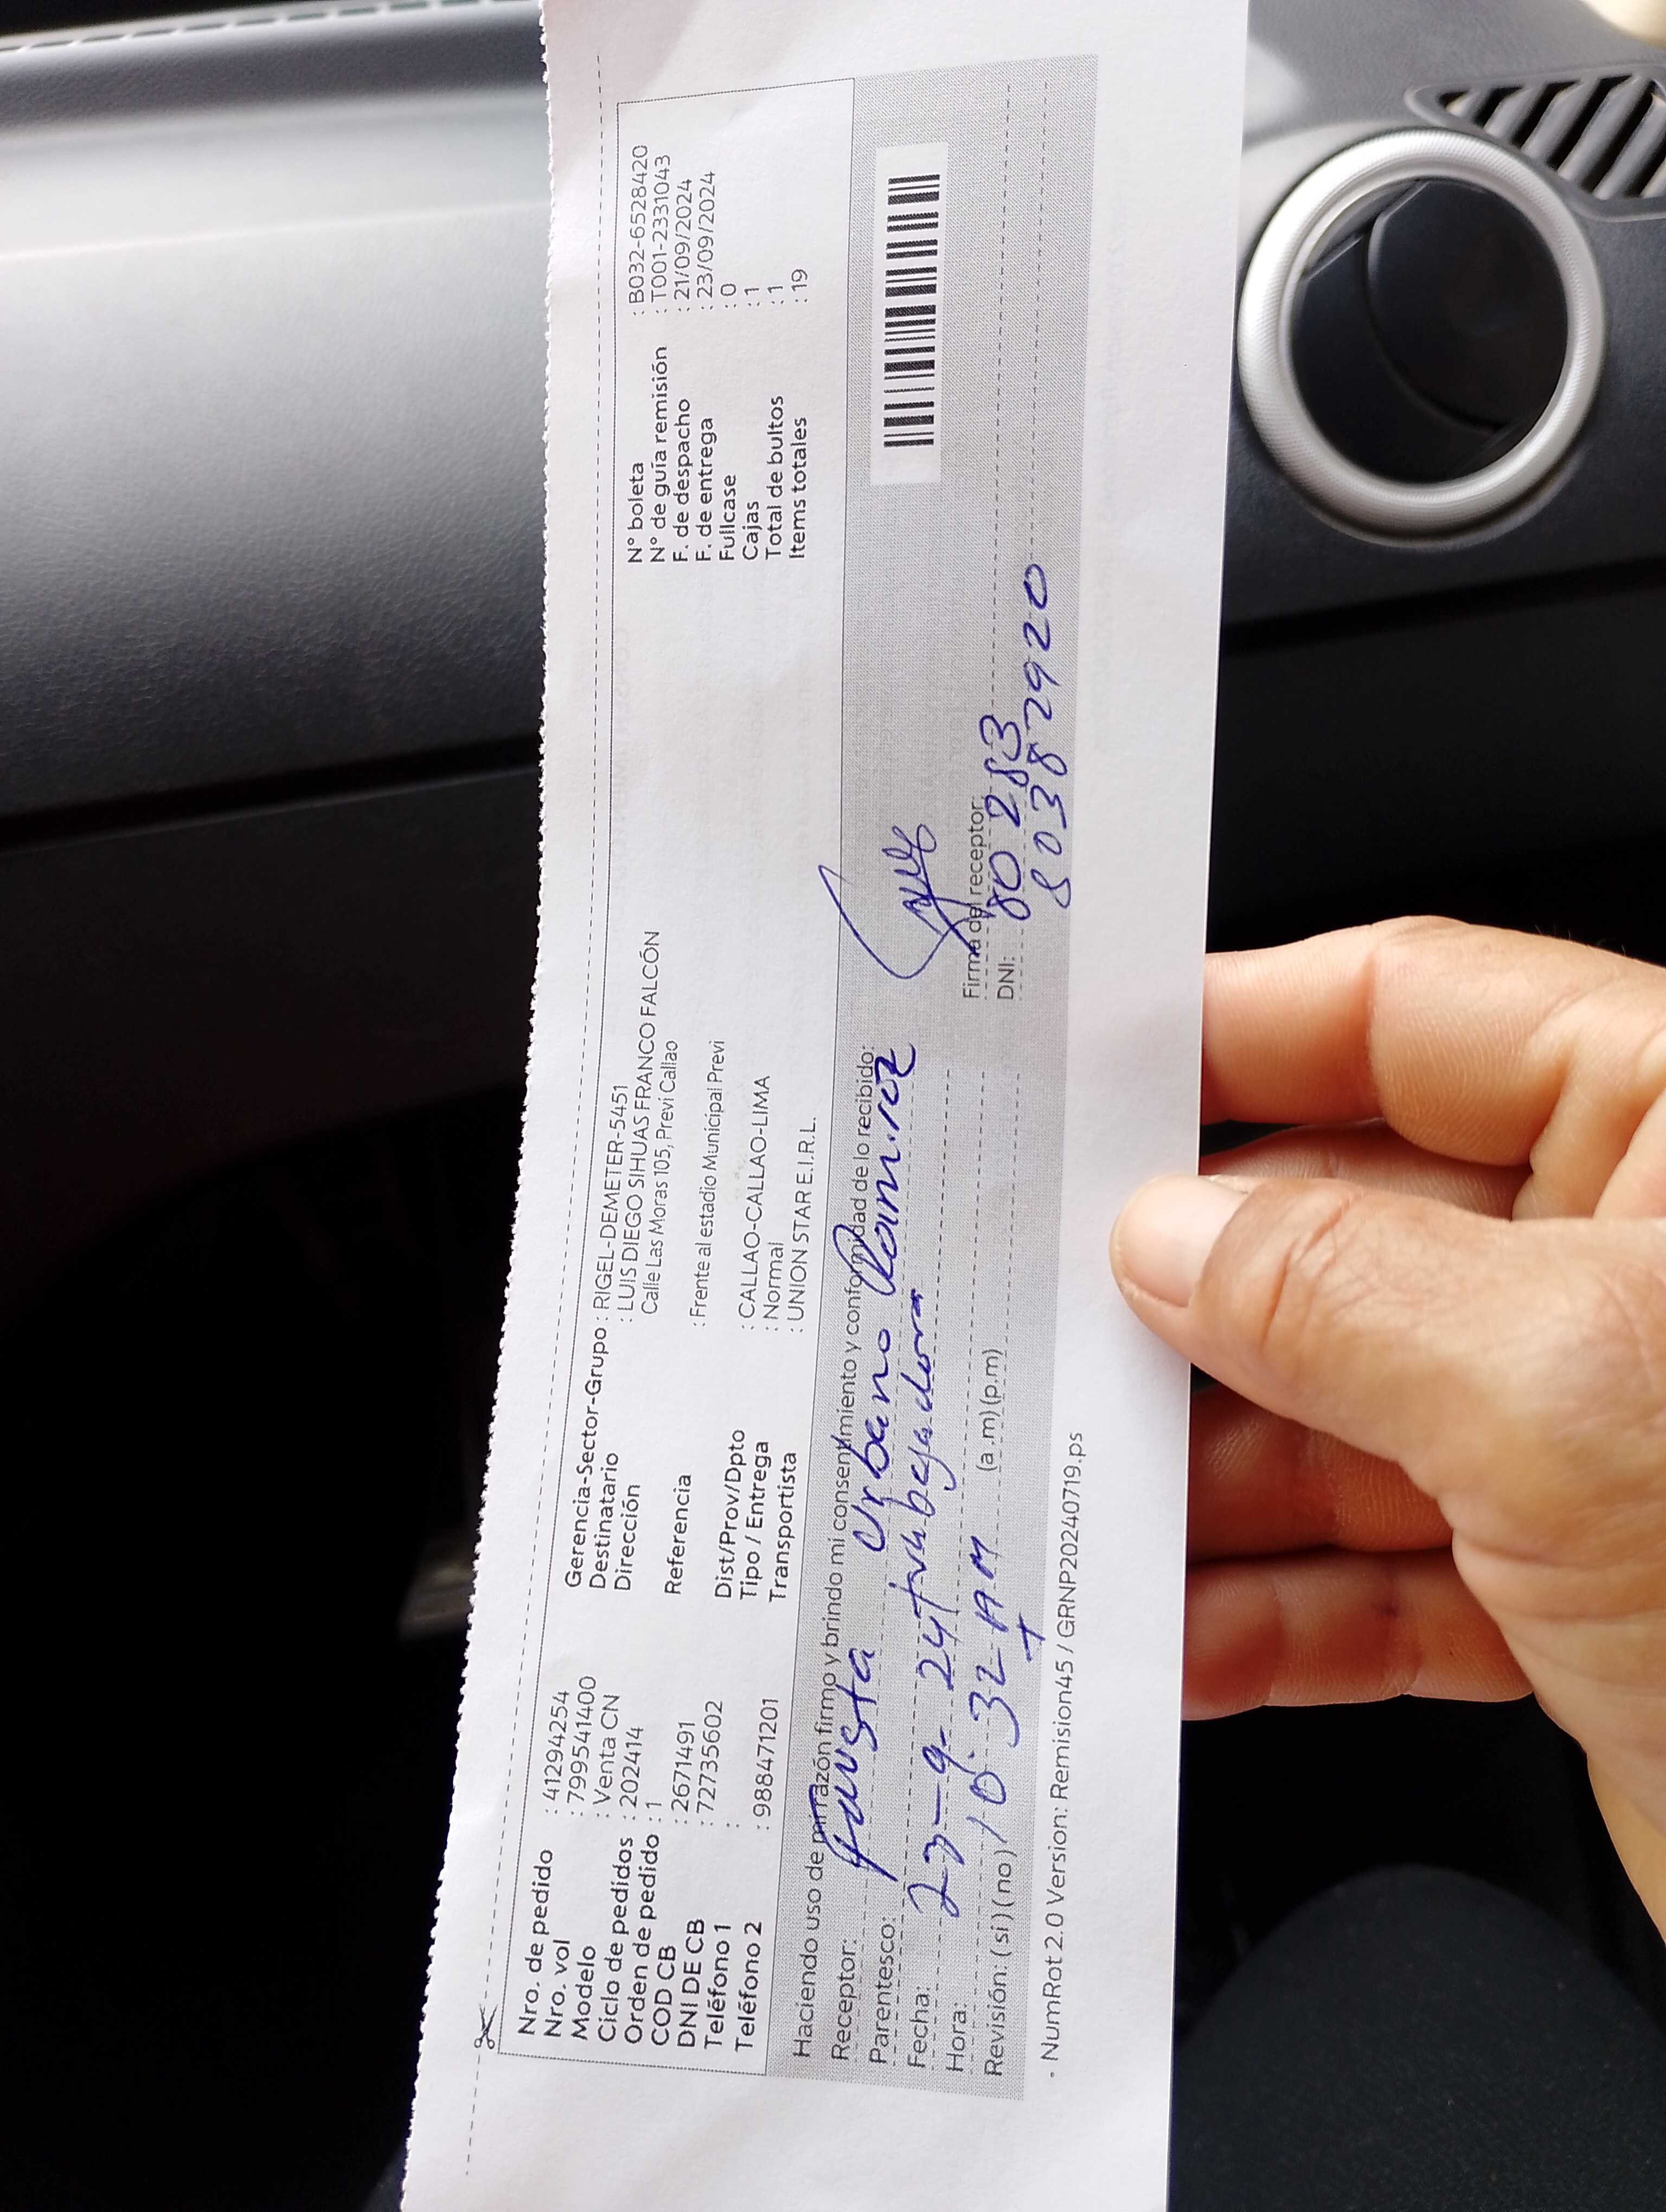 Nro. de pedido : 41294254
Nro. vol : 799541400
Modelo : Venta CN
Ciclo de pedidos : 202414
Orden de pedido : 1
COD CB : 2671491
DNI DE CB : 72735602
Teléfono 1 :
Teléfono 2 : 988471201
Gerencia-Sector-Grupo : RIGEL-DEMETER-5451
Destinatario : LUIS DIEGO SIHUAS FRANCO FALCÓN
Dirección Calle Las Moras 105, Previ Callao
Referencia : Frente al estadio Municipal Previ
Dist/Prov/Dpto : CALLAO-CALLAO-LIMA
Tipo / Entrega : Normal
Transportista : UNION STAR E.I.R.L.
N° boleta : B032-6528420
N° de guía remisión : T001-2331043
F. de despacho : 21/09/2024
F. de entrega : 23/09/2024
Fullcase : 0
Cajas : 1
Total de bultos : 1
Items totales : 19
Haciendo uso de mi razón firmo y brindo mi consentimiento y conformidad de lo recibido:
Receptor: fausta Urbano Ramirez
Parentesco: trabajadora
Fecha: 23-9-24
Hora: 10:32 AM
Revisión: (si) (no) (a.m) (p.m)
Firma del receptor:
DNI: 80 283
80387920
- NumRot 2.0 Version: Remision45 / GRNP20240719.ps